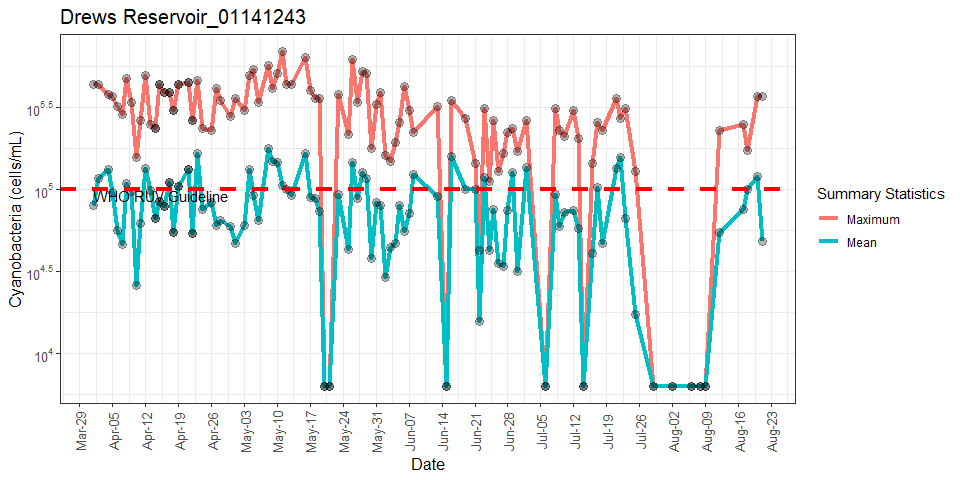 Drews Reservoir_01141243
Cyanobacteria (cells/mL)
10^5.5
10^5
10^4.5
10^4
WHO RUV Guideline
Mar-29
Apr-05
Apr-12
Apr-19
Apr-26
May-03
May-10
May-17
May-24
May-31
Jun-07
Jun-14
Jun-21
Jun-28
Jul-05
Jul-12
Jul-19
Jul-26
Aug-02
Aug-09
Aug-16
Aug-23
Date
Summary Statistics
Maximum
Mean